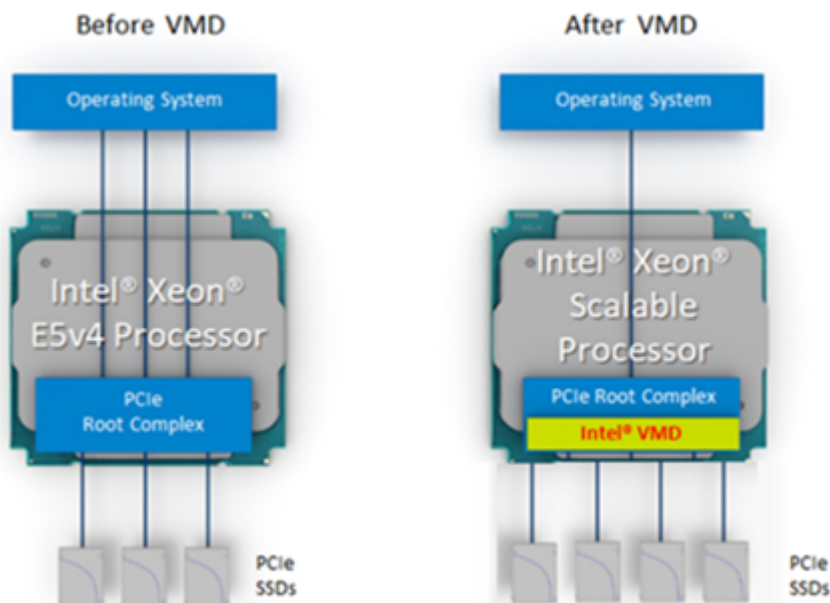 Before VMD
Operating System
Intel® Xeon®
E5v4 Processor
PCIe
Root Complex
PCIe
SSDs
After VMD
Operating System
Intel® Xeon®
Scalable
Processor
PCIe Root Complex
Intel® VMD
PCIe
SSDs